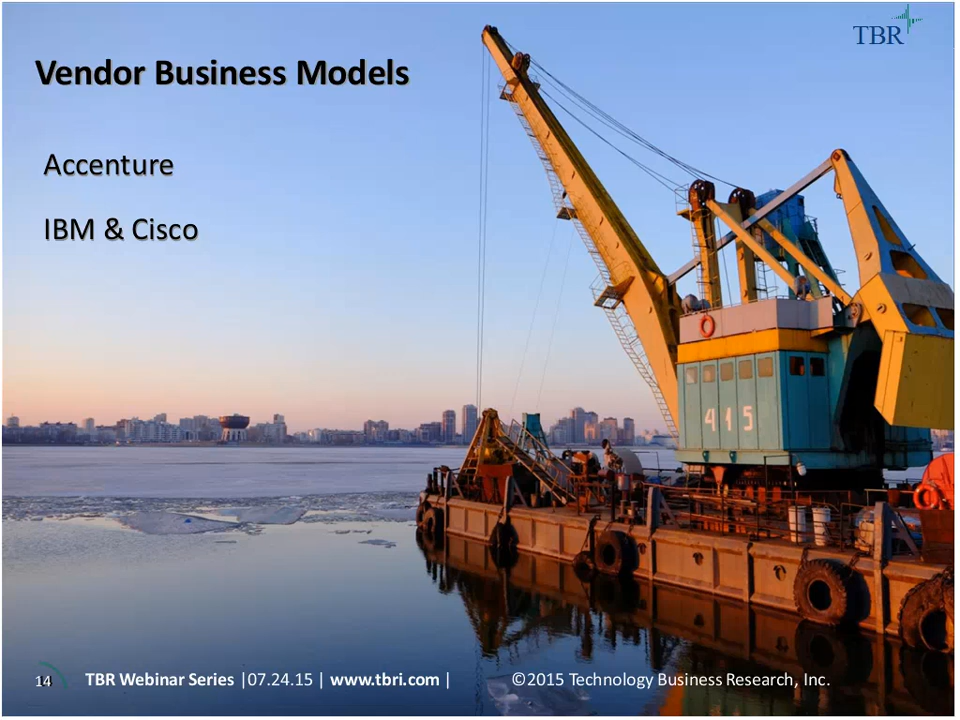 TBR
Vendor Business Models
Accenture
IBM & Cisco
415
14 TBR Webinar Series |07.24.15 | www.tbri.com | ©2015 Technology Business Research, Inc.